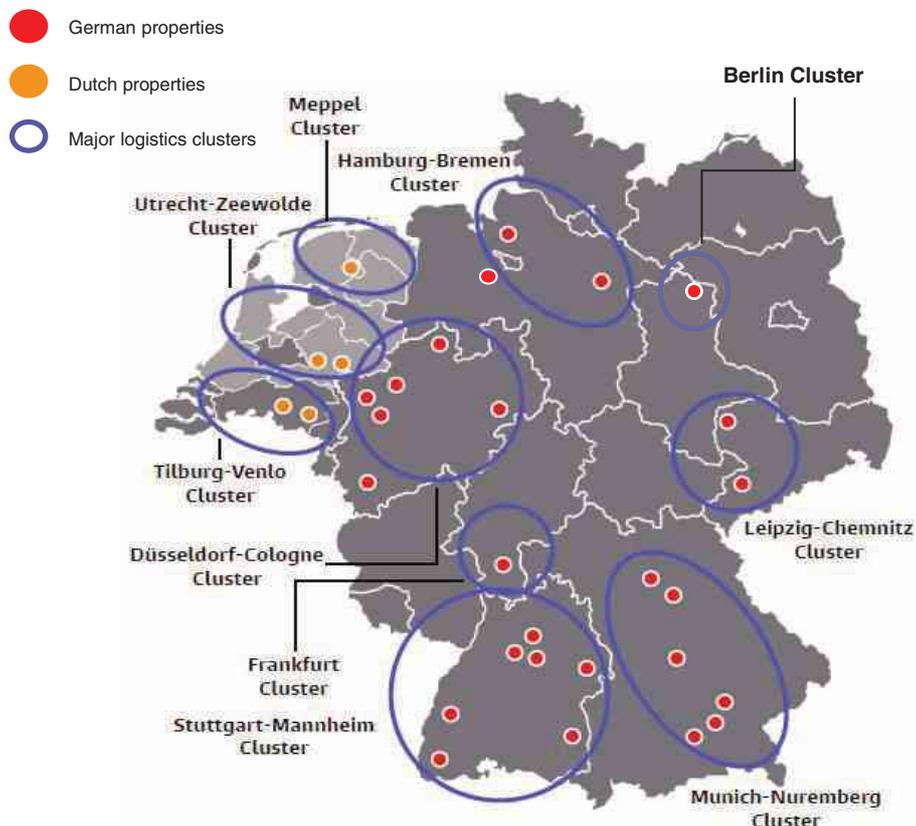 German properties
Dutch properties
Major logistics clusters
Berlin Cluster
Meppel
Cluster
Hamburg-Bremen
Cluster
Utrecht-Zeewolde
Cluster
Tilburg-Venlo
Cluster
Düsseldorf-Cologne
Cluster
Leipzig-Chemnitz
Cluster
Frankfurt
Cluster
Stuttgart-Mannheim
Cluster
Munich-Nuremberg
Cluster